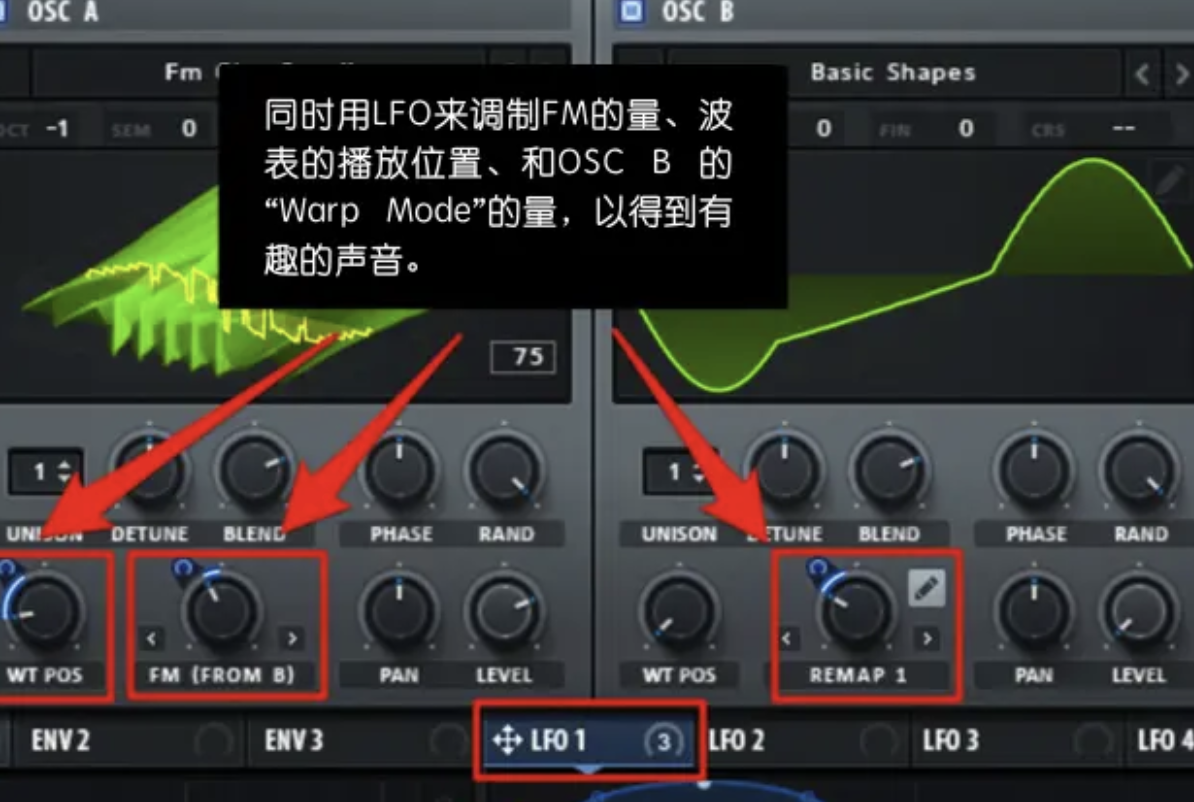 OSC A
OSC B
Fm
Basic Shapes
OCT -1 SEM 0
0 FIN 0 CRS --
同时用LFO来调制FM的量、波
表的播放位置、和OSC B 的
“Warp Mode”的量，以得到有
趣的声音。
75
1
1
UNISON DETUNE BLEND PHASE RAND
UNISON DETUNE BLEND PHASE RAND
WT POS FM (FROM B) PAN LEVEL
WT POS REMAP 1 PAN LEVEL
ENV 2 ENV 3 LFO 1 3 LFO 2 LFO 3 LFO 4